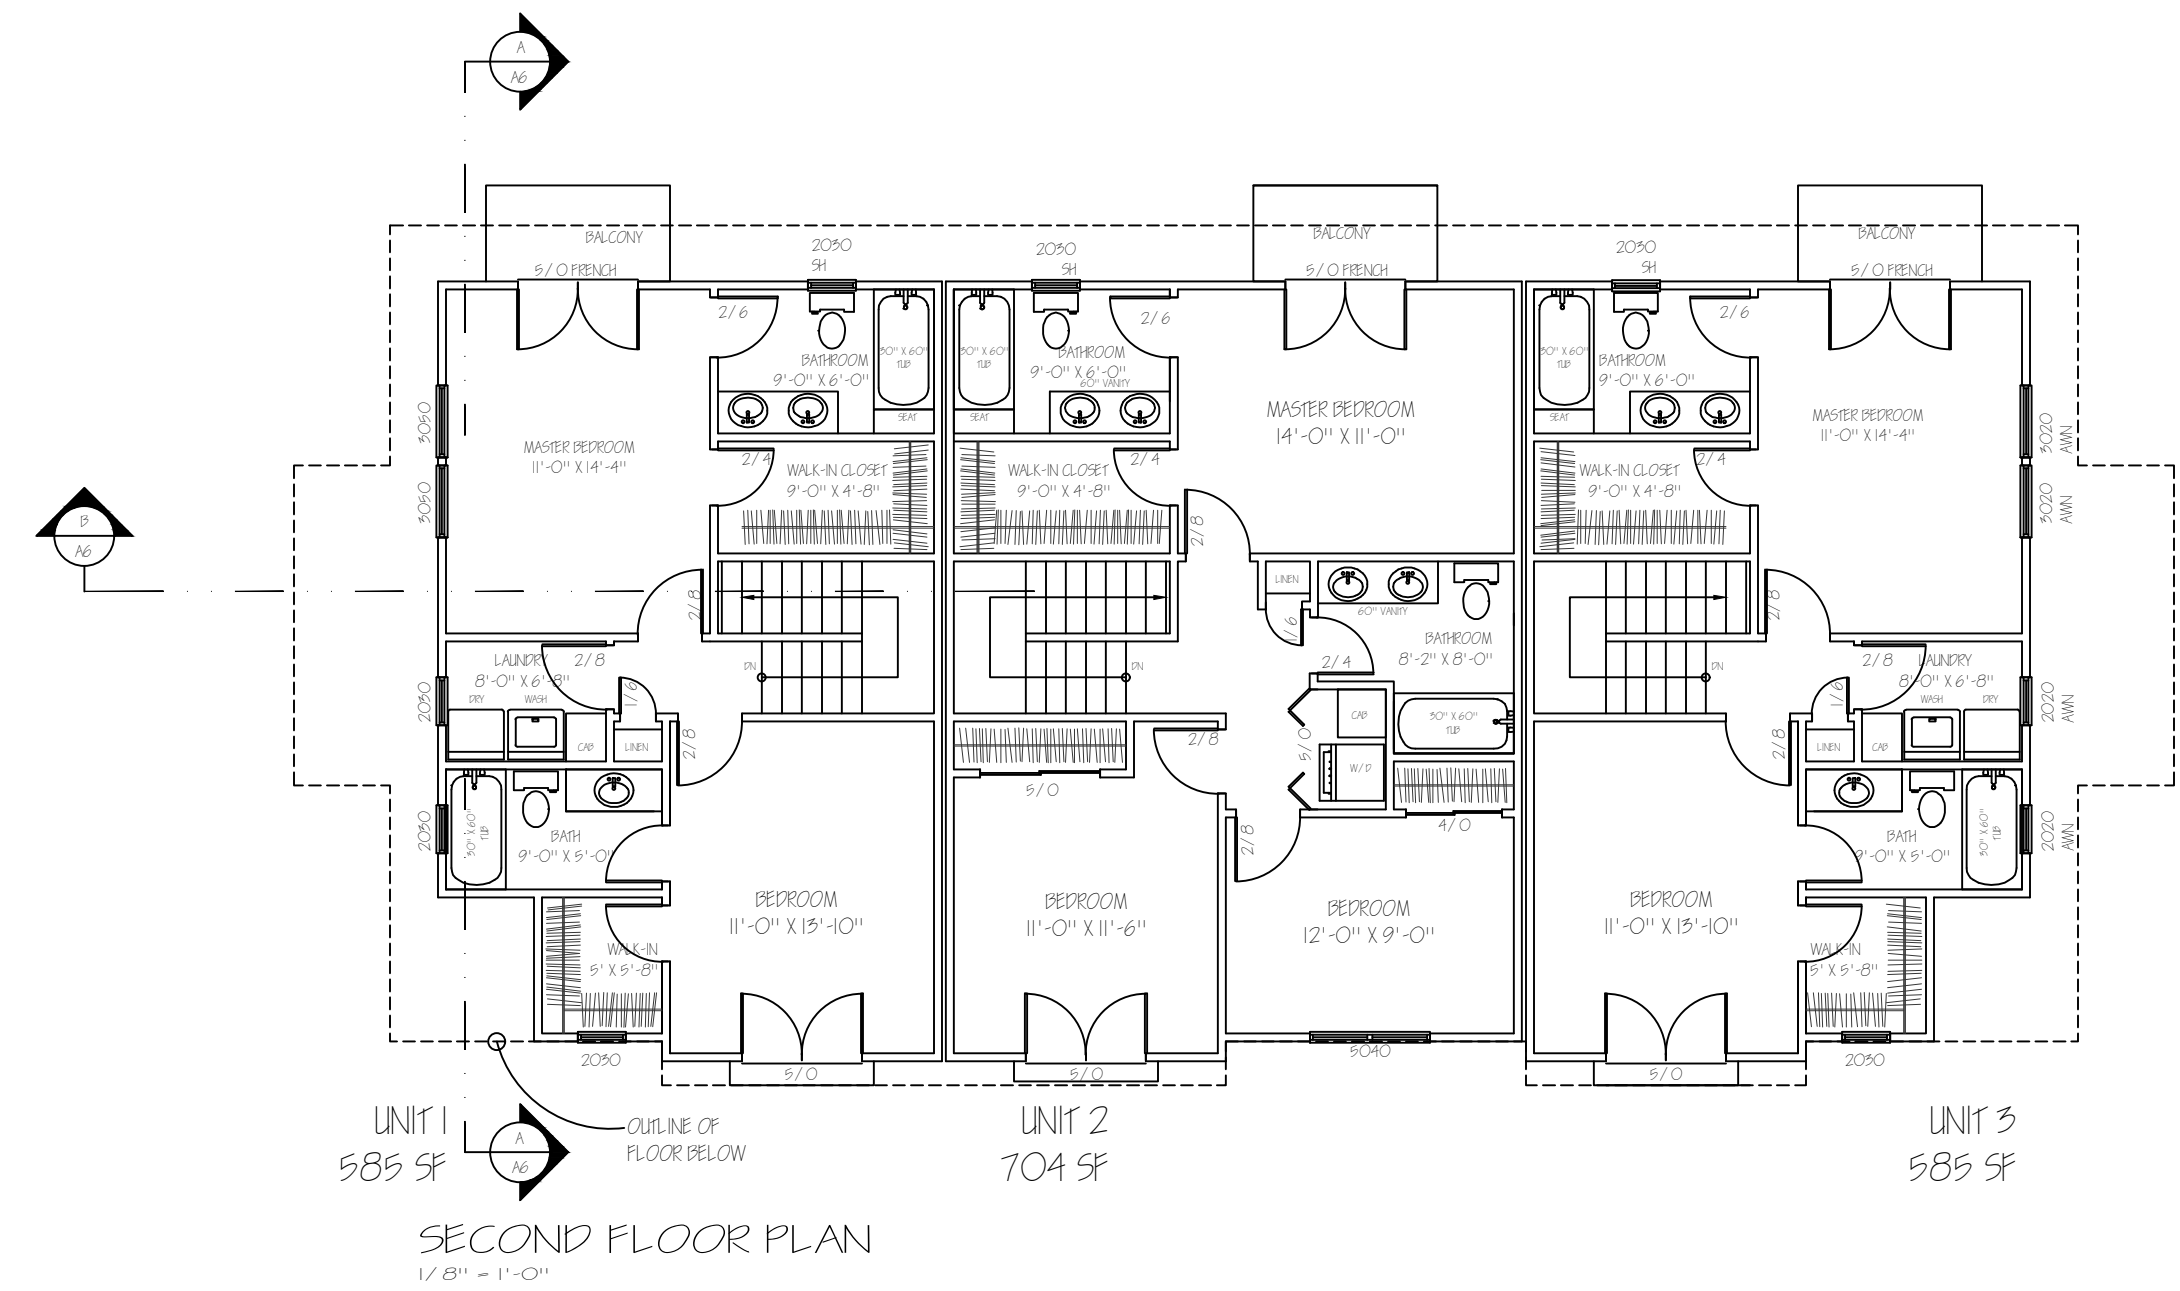 A
A6
BALCONY
5/0 FRENCH
2030
SH
2030
SH
BALCONY
5/0 FRENCH
2030
SH
BALCONY
5/0 FRENCH
2/6
BATHROOM
9'-0" X 6'-0"
30" X 60"
TUB
SEAT
30" X 60"
TUB
SEAT
2/6
BATHROOM
9'-0" X 6'-0"
60" VANITY
30" X 60"
TUB
SEAT
2/6
BATHROOM
9'-0" X 6'-0"
3050
3050
MASTER BEDROOM
11'-0" X 14'-4"
2/4
WALK-IN CLOSET
9'-0" X 4'-8"
WALK-IN CLOSET
9'-0" X 4'-8"
2/4
MASTER BEDROOM
14'-0" X 11'-0"
2/8
WALK-IN CLOSET
9'-0" X 4'-8"
2/4
MASTER BEDROOM
11'-0" X 14'-4"
3020
AWN
3020
AWN
B
A6
2/8
LINEN
1/6
60" VANITY
BATHROOM
8'-2" X 8'-0"
2/4
2/8
LAUNDRY
8'-0" X 6'-8"
2/8
DRY
WASH
CAB
LINEN
1/6
2030
DN
DN
2/8
2/8
5/0
CAB
W/D
30" X 60"
TUB
DN
2/8
LAUNDRY
8'-0" X 6'-8"
WASH
DRY
1/6
LINEN
CAB
2/8
2020
AWN
2030
30" X 60"
TUB
BATH
9'-0" X 5'-0"
5/0
2/8
4/0
BATH
9'-0" X 5'-0"
30" X 60"
TUB
2020
AWN
WALK-IN
5' X 5'-8"
BEDROOM
11'-0" X 13'-10"
BEDROOM
11'-0" X 11'-6"
BEDROOM
12'-0" X 9'-0"
BEDROOM
11'-0" X 13'-10"
WALK-IN
5' X 5'-8"
2030
5/0
5/0
5040
5/0
2030
UNIT 1
585 SF
A
A6
OUTLINE OF
FLOOR BELOW
UNIT 2
704 SF
UNIT 3
585 SF
SECOND FLOOR PLAN
1/8" = 1'-0"